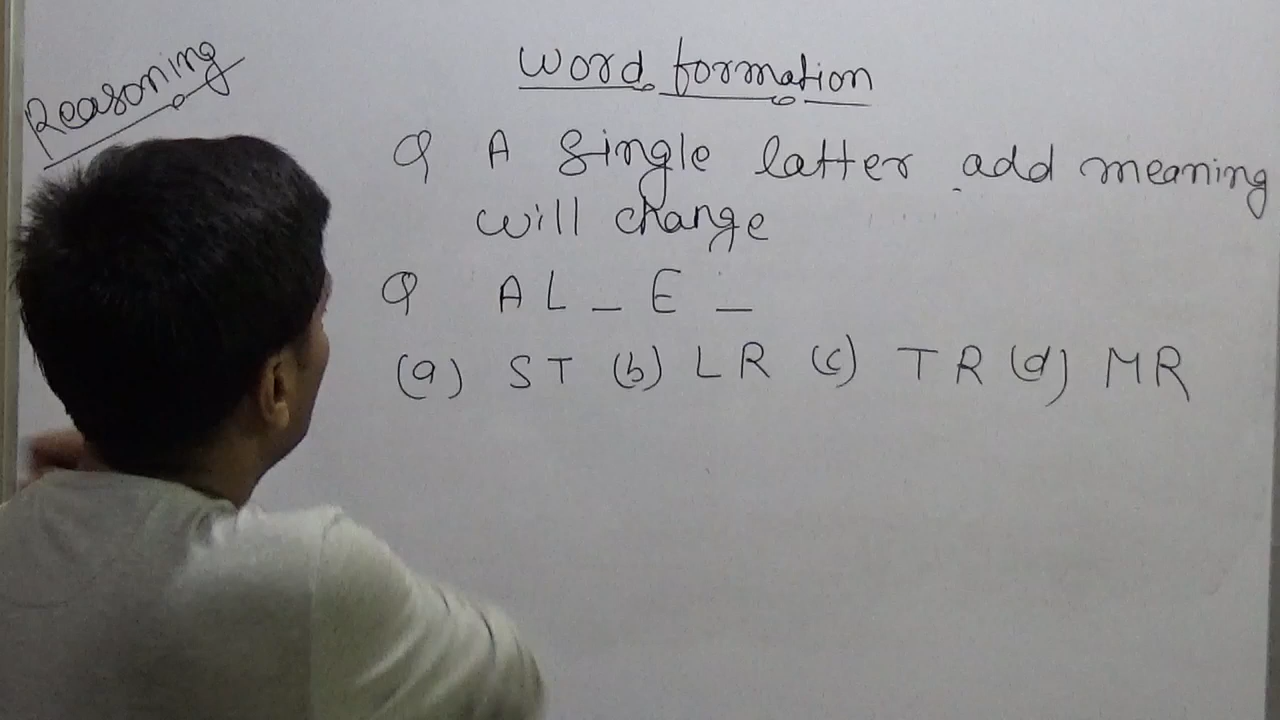 Reasoning
Word formation
Q A Single latter add meaning
will change
Q AL _ E _
(a) ST (b) LR (c) TR (d) MR